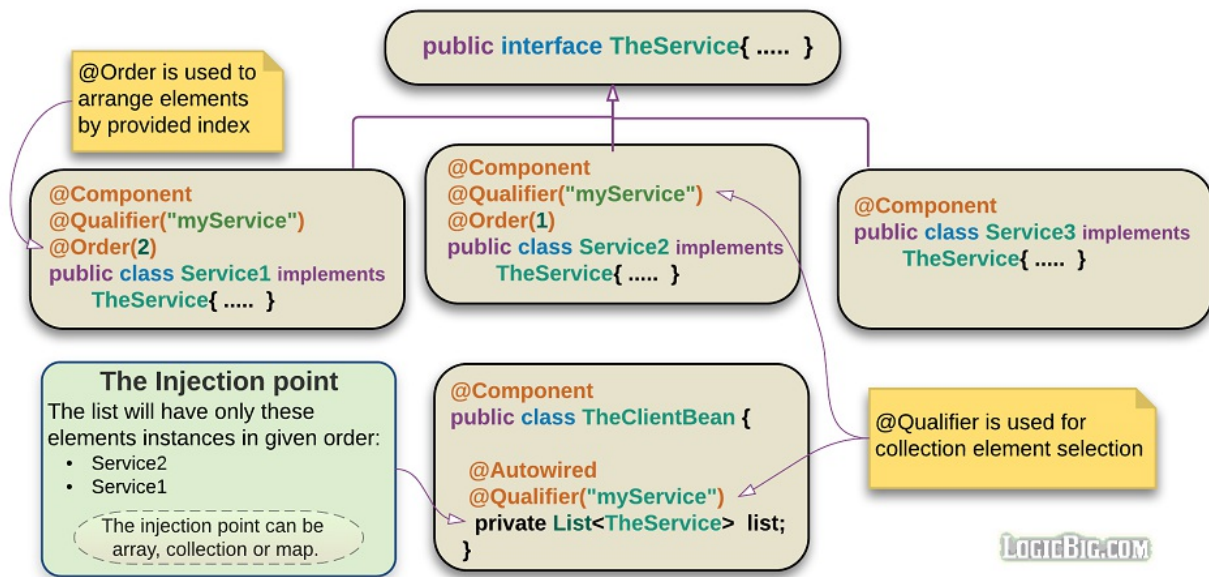 public interface TheService{ ..... }
@Order is used to
arrange elements
by provided index
@Component
@Qualifier("myService")
@Order(2)
public class Service1 implements
TheService{ ..... }
@Component
@Qualifier("myService")
@Order(1)
public class Service2 implements
TheService{ ..... }
@Component
public class Service3 implements
TheService{ ..... }
The Injection point
The list will have only these
elements instances in given order:
• Service2
• Service1
The injection point can be
array, collection or map.
@Component
public class TheClientBean {
@Autowired
@Qualifier("myService")
private List<TheService> list;
}
@Qualifier is used for
collection element selection
LogicBig.com